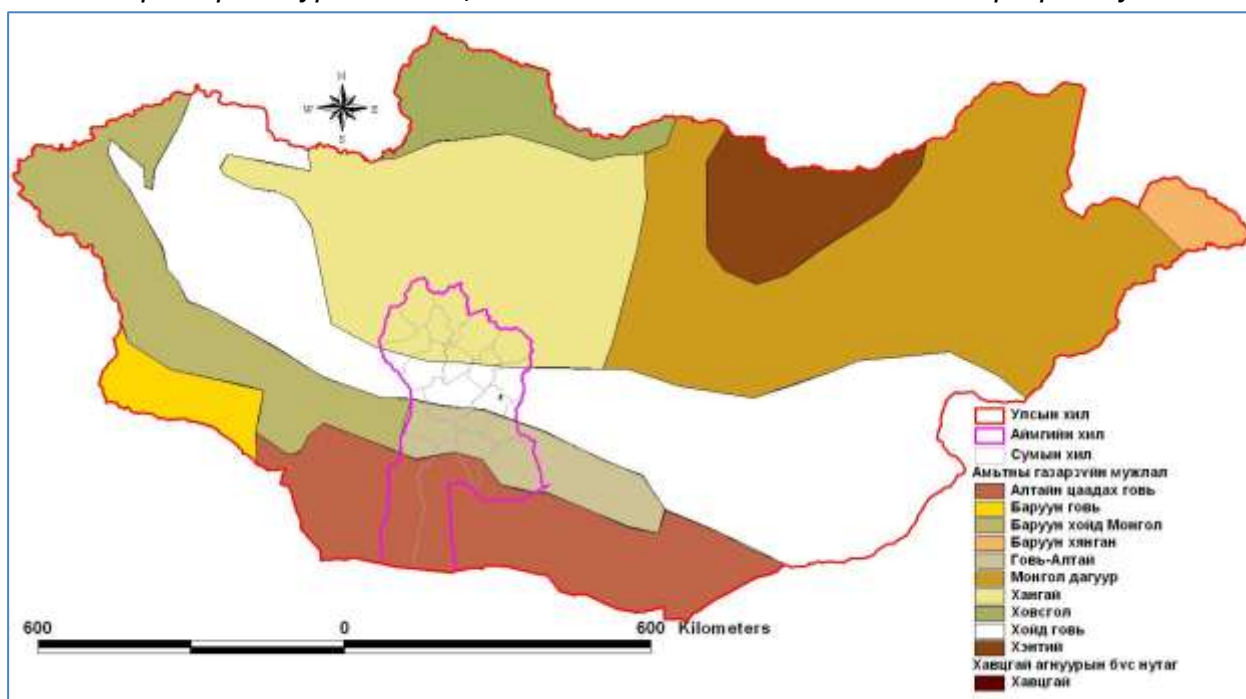 N
W E
S
Улсын хил
Аймгийн хил
Сумын хил
Амьтны газарзүйн мужлал
Алтайн цаадах говь
Баруун говь
Баруун хойд Монгол
Баруун хянган
Говь-Алтай
Монгол дагуур
Хангай
Ховсгол
Хойд говь
Хэнтий
Хавцгай агнуурын бүс нутаг
Хавцгай
600 0 600 Kilometers